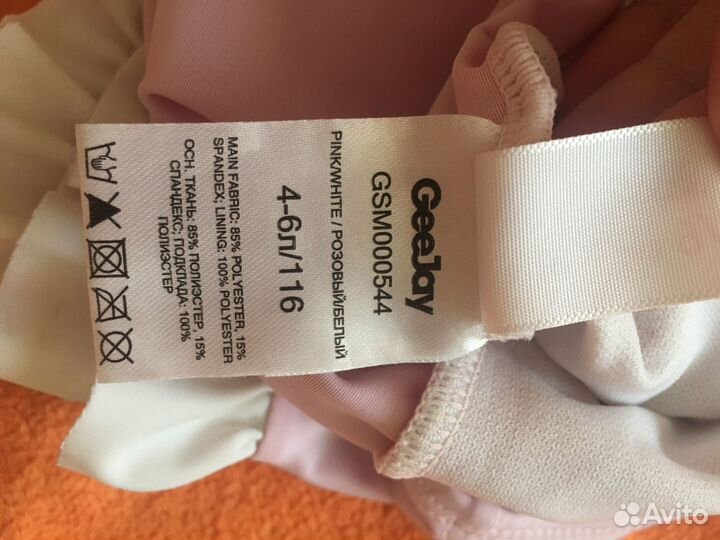 GeeJay
GSM000544
PINK/WHITE / РОЗОВЫЙ/БЕЛЫЙ
4-6л/116
MAIN FABRIC: 85% POLYESTER, 15%
SPANDEX; LINING: 100% POLYESTER
ОСН. ТКАНЬ: 85% ПОЛИЭСТЕР, 15%
СПАНДЕКС; ПОДКЛАДА: 100%
ПОЛИЭСТЕР
Avito